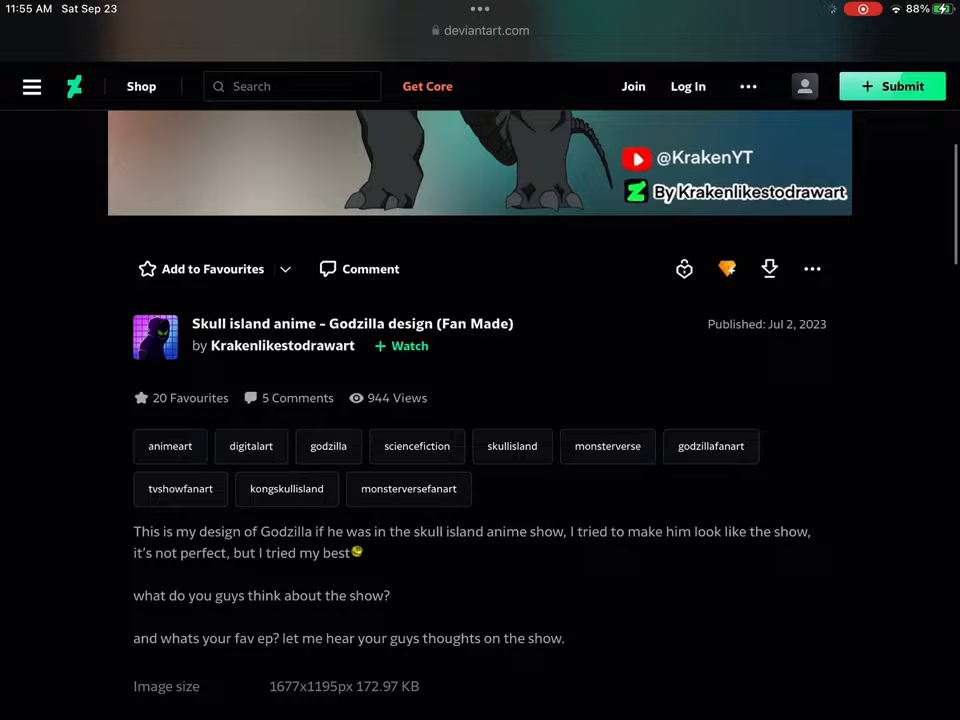 11:55 AM Sat Sep 23
88%
deviantart.com
Shop
Search
Get Core
Join
Log In
Submit
@KrakenYT
By Krakenlikestodrawart
Add to Favourites
Comment
Skull island anime - Godzilla design (Fan Made)
Published: Jul 2, 2023
by Krakenlikestodrawart + Watch
20 Favourites 5 Comments 944 Views
animeart digitalart godzilla sciencefiction skullisland monsterverse godzillafanart
tvshowfanart kongskullisland monsterversefanart
This is my design of Godzilla if he was in the skull island anime show, I tried to make him look like the show,
it's not perfect, but I tried my best
what do you guys think about the show?
and whats your fav ep? let me hear your guys thoughts on the show.
Image size 1677x1195px 172.97 KB